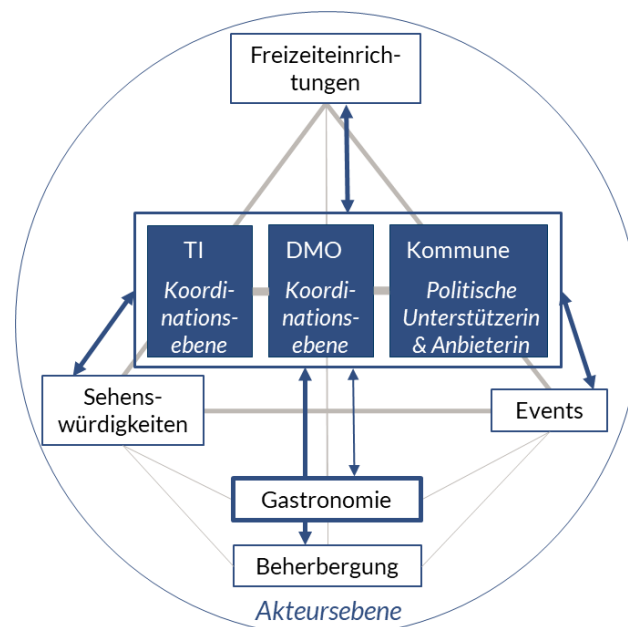 Freizeiteinrich-
tungen
TI
Koordi-
nations-
ebene
DMO
Koordi-
nations-
ebene
Kommune
Politische
Unterstützerin
& Anbieterin
Sehens-
würdigkeiten
Events
Gastronomie
Beherbergung
Akteursebene